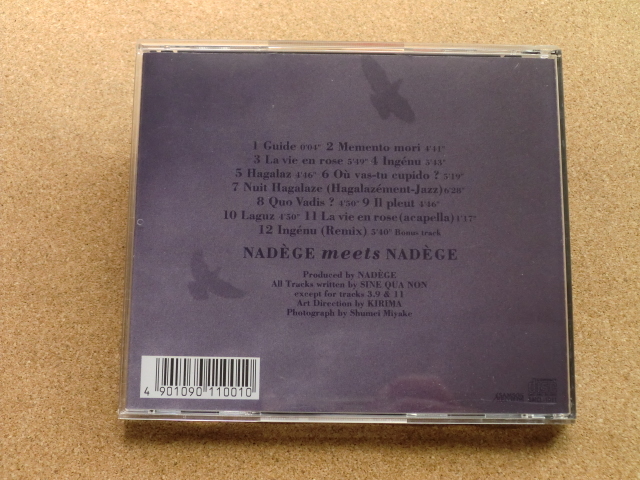 1 Guide 0'04" 2 Memento mori 4'11"
3 La vie en rose 5'49" 4 Ingénu 5'43"
5 Hagalaz 4'46" 6 Où vas-tu cupido ? 5'19"
7 Nuit Hagalaze (Hagalazément-Jazz) 6'26"
8 Quo Vadis ? 4'50" 9 Il pleut 4'46"
10 Laguz 4'50" 11 La vie en rose (acapella) 1'17"
12 Ingénu (Remix) 5'40" Bonus track
NADÈGE meets NADÈGE
Produced by NADÈGE
All Tracks written by SINE QUA NON
except for tracks 3,9 & 11
Art Direction by KIRIMA
Photograph by Shumei Miyake
4 901090 110010